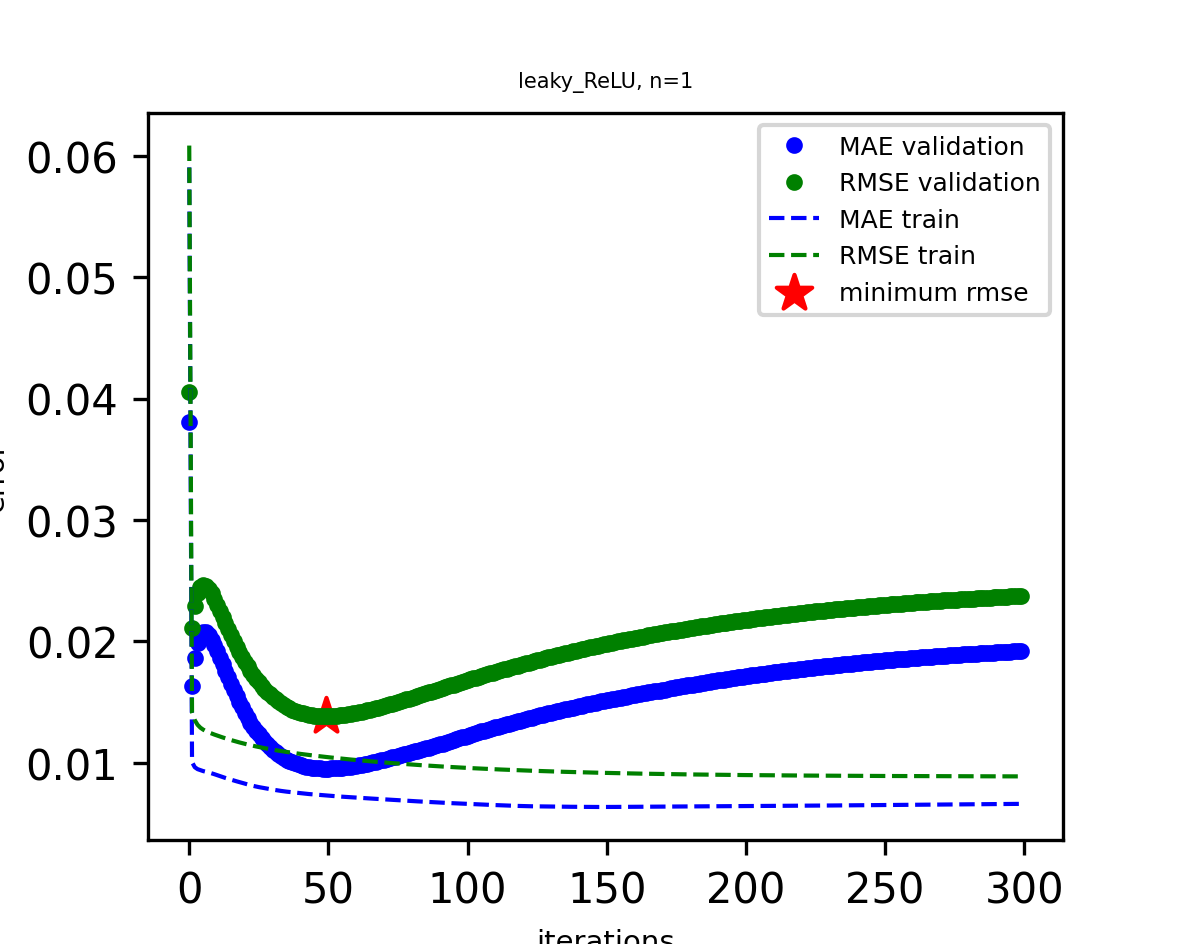 leaky_ReLU, n=1
0.06
0.05
0.04
0.03
0.02
0.01
MAE validation
RMSE validation
MAE train
RMSE train
minimum rmse
0 50 100 150 200 250 300
iterations